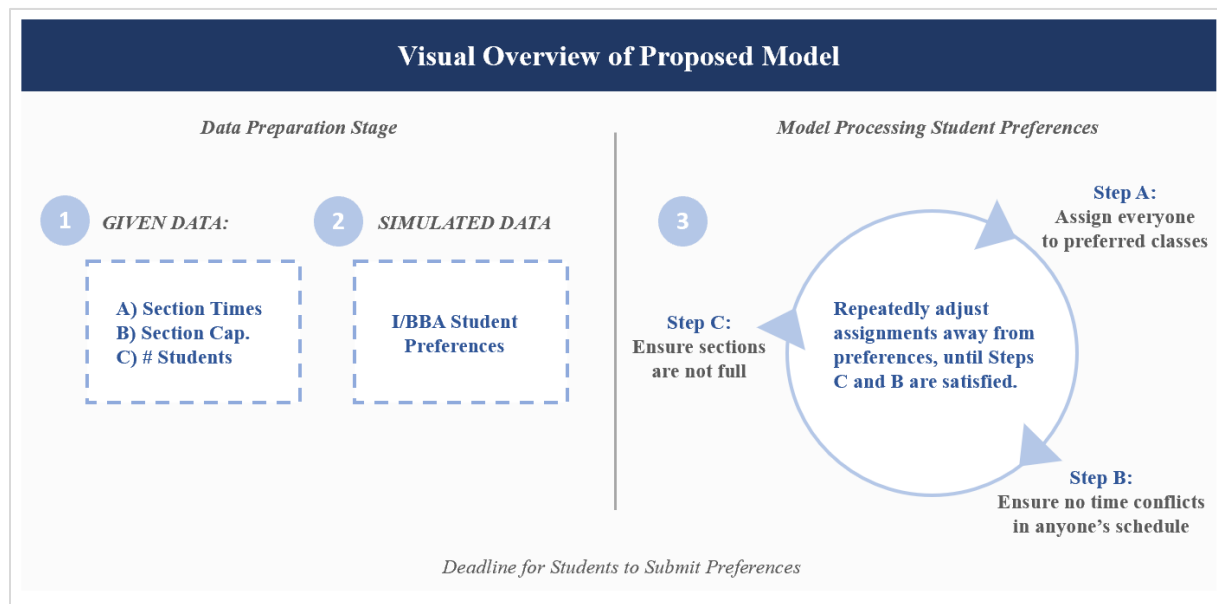 Visual Overview of Proposed Model
Data Preparation Stage
1
GIVEN DATA:
A) Section Times
B) Section Cap.
C) # Students
2
SIMULATED DATA
I/BBA Student
Preferences
Model Processing Student Preferences
3
Step A:
Assign everyone
to preferred classes
Repeatedly adjust
assignments away from
preferences, until Steps
C and B are satisfied.
Step B:
Ensure no time conflicts
in anyone’s schedule
Step C:
Ensure sections
are not full
Deadline for Students to Submit Preferences